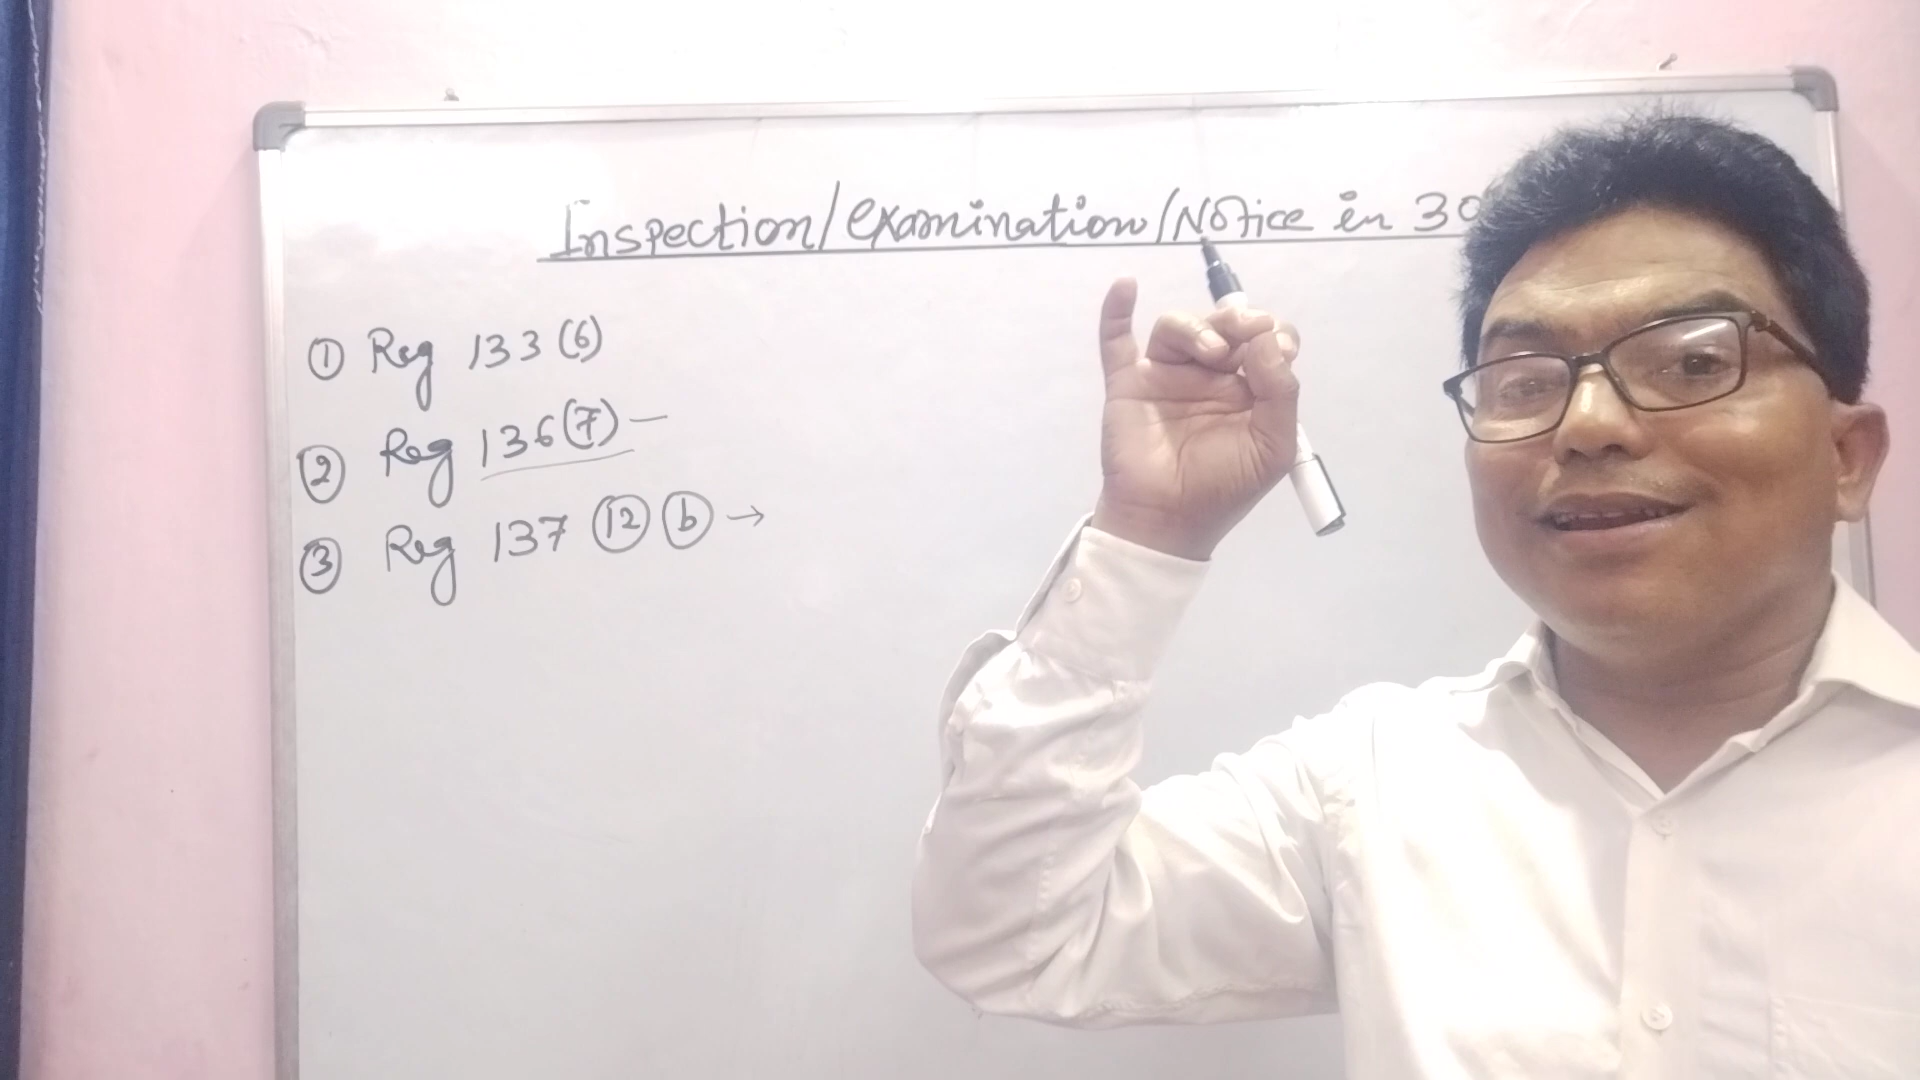 Inspection/Examination/Notice in 30
① Reg 133 (6)
② Reg 136(7) —
③ Reg 137 ⑫ ⓑ →